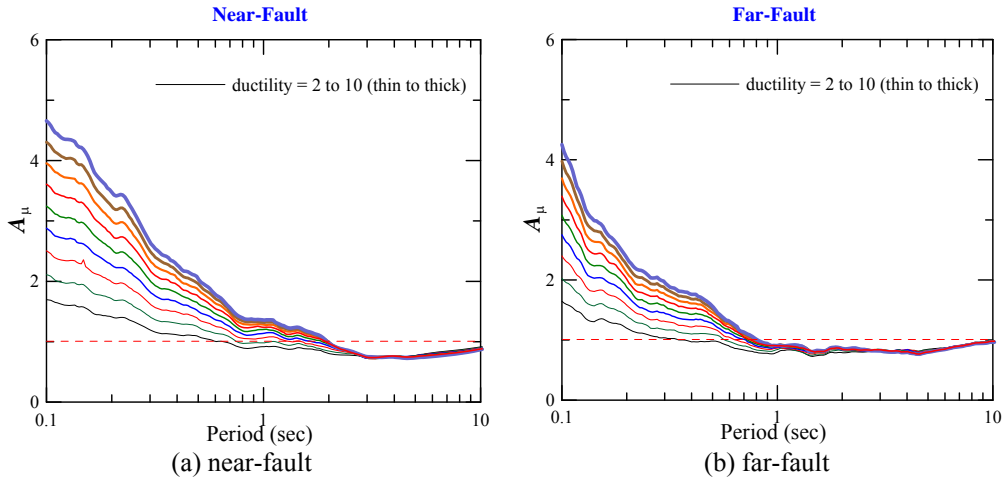 Near-Fault
6
ductility = 2 to 10 (thin to thick)
4
A μ
2
0
0.1
1
10
Period (sec)
(a) near-fault
Far-Fault
6
ductility = 2 to 10 (thin to thick)
4
A μ
2
0
0.1
1
10
Period (sec)
(b) far-fault